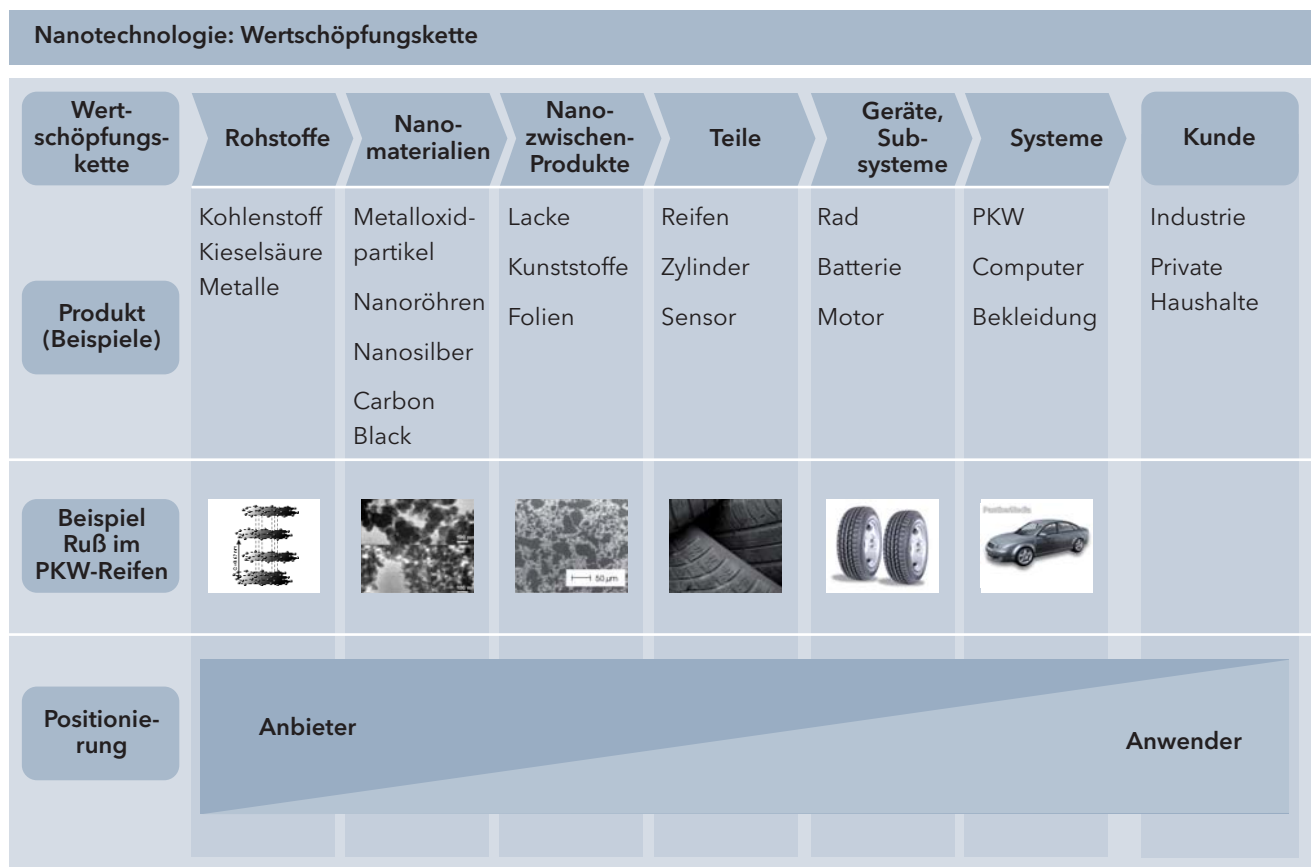 Nanotechnologie: Wertschöpfungskette
Wert-
schöpfungs-
kette
Rohstoffe
Nano-
materialien
Nano-
zwischen-
Produkte
Teile
Geräte,
Sub-
systeme
Systeme
Kunde
Produkt
(Beispiele)
Kohlenstoff
Kieselsäure
Metalle
Metalloxid-
partikel
Nanoröhren
Nanosilber
Carbon
Black
Lacke
Kunststoffe
Folien
Reifen
Zylinder
Sensor
Rad
Batterie
Motor
PKW
Computer
Bekleidung
Industrie
Private
Haushalte
Beispiel
Ruß im
PKW-Reifen
50 µm
Positionie-
rung
Anbieter
Anwender